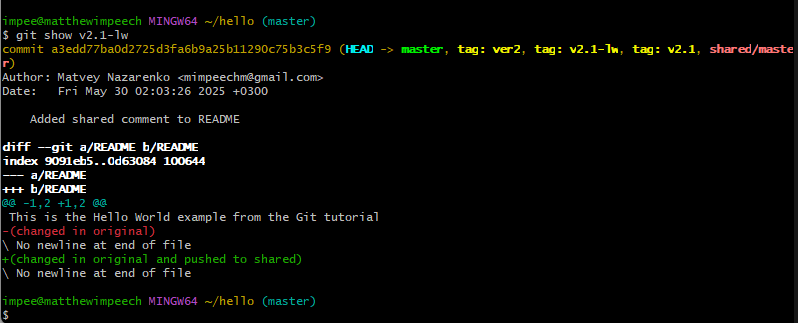 impee@matthewimpeech MINGW64 ~/hello (master)
$ git show v2.1-lw
commit a3edd77ba0d2725d3fa6b9a25b11290c75b3c5f9 (HEAD -> master, tag: ver2, tag: v2.1-lw, tag: v2.1, shared/maste
r)
Author: Matvey Nazarenko <mimpeechm@gmail.com>
Date:   Fri May 30 02:03:26 2025 +0300
    Added shared comment to README
diff --git a/README b/README
index 9091eb5..0d63084 100644
--- a/README
+++ b/README
@@ -1,2 +1,2 @@
 This is the Hello World example from the Git tutorial
-(changed in original)
\ No newline at end of file
+(changed in original and pushed to shared)
\ No newline at end of file
impee@matthewimpeech MINGW64 ~/hello (master)
$